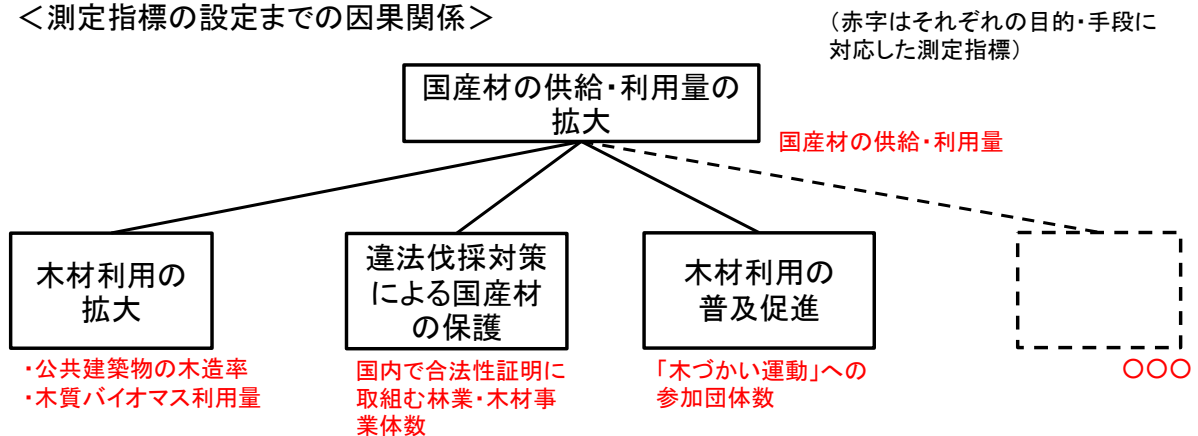 ＜測定指標の設定までの因果関係＞
（赤字はそれぞれの目的・手段に
対応した測定指標）
国産材の供給・利用量の
拡大
国産材の供給・利用量
木材利用の
拡大
・公共建築物の木造率
・木質バイオマス利用量
違法伐採対策
による国産材
の保護
国内で合法性証明に
取組む林業・木材事
業体数
木材利用の
普及促進
「木づかい運動」への
参加団体数
○○○